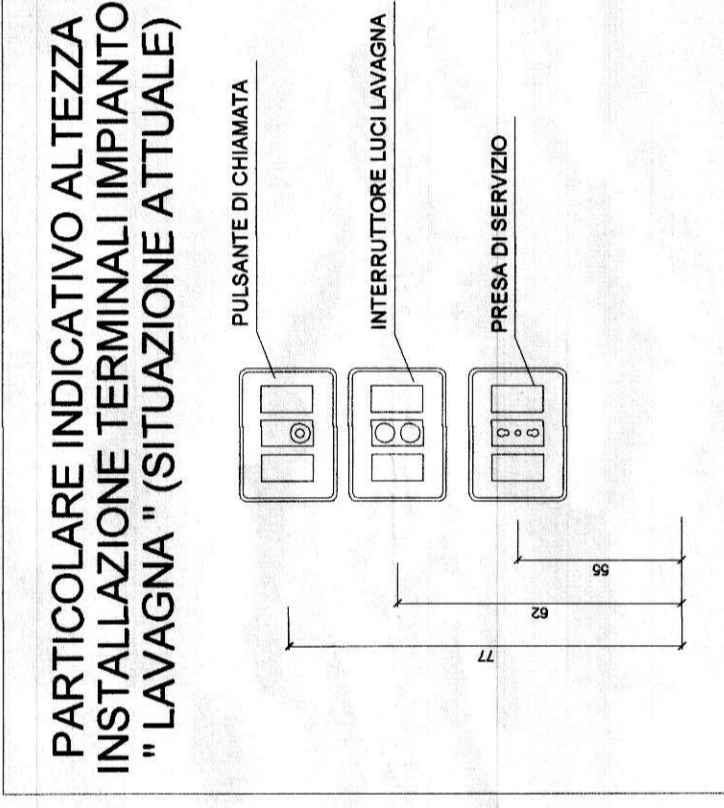 PARTICOLARE INDICATIVO ALTEZZA
INSTALLAZIONE TERMINALI IMPIANTO
" LAVAGNA " (SITUAZIONE ATTUALE)
PULSANTE DI CHIAMATA
INTERRUTTORE LUCI LAVAGNA
PRESA DI SERVIZIO
77
62
55